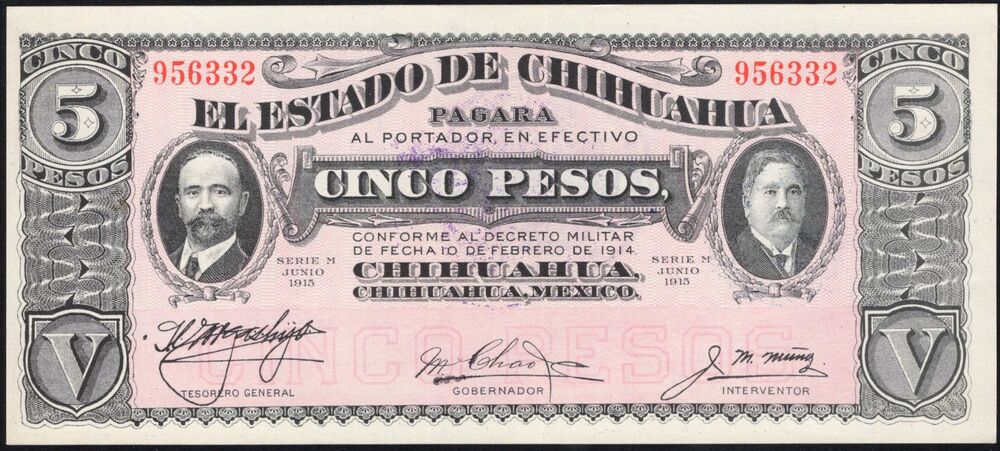 CINCO
5
PESOS
956332
956332
CINCO
5
PESOS
EL ESTADO DE CHIHUAHUA
PAGARA
AL PORTADOR, EN EFECTIVO
CINCO PESOS,
CONFORME AL DECRETO MILITAR
DE FECHA 10 DE FEBRERO DE 1914.
CHIHUAHUA,
CHIHUAHUA, MEXICO.
SERIE M
JUNIO
1915
SERIE M
JUNIO
1915
CINCO PESOS
V
V
M. Chao
J. M. Muñoz
TESORERO GENERAL
GOBERNADOR
INTERVENTOR